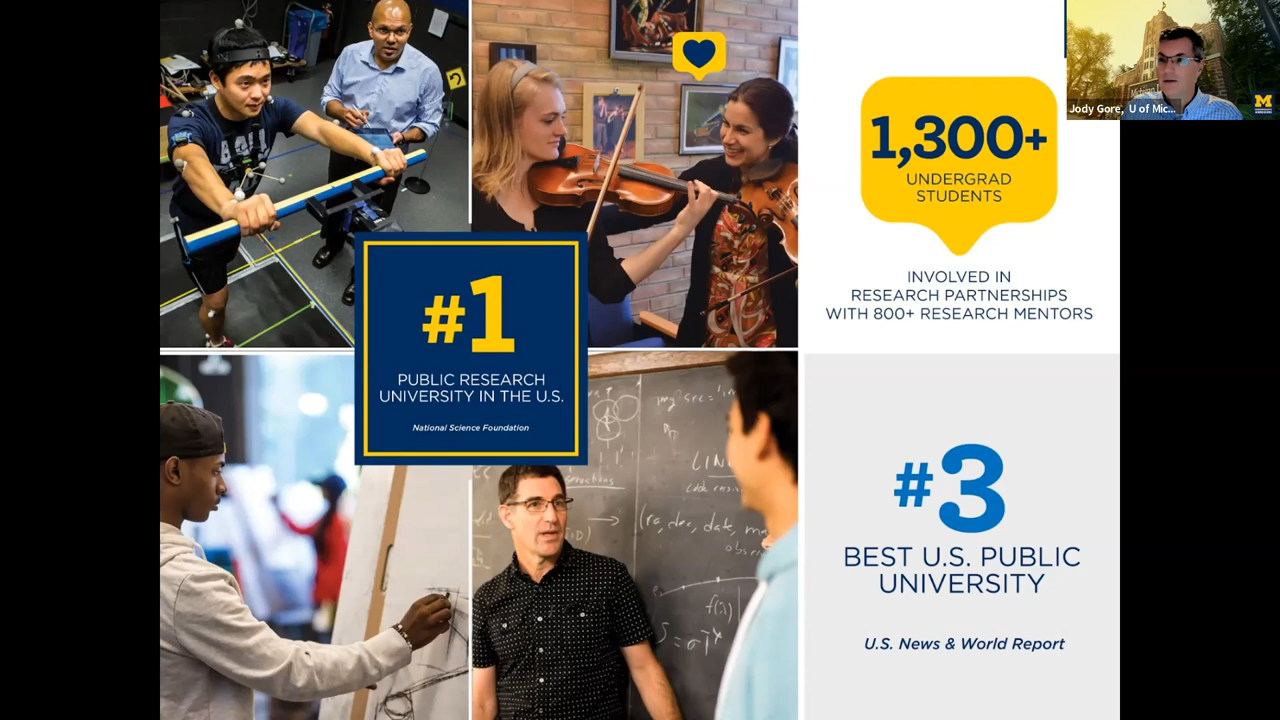 #1
PUBLIC RESEARCH
UNIVERSITY IN THE U.S.
National Science Foundation
1,300+
UNDERGRAD
STUDENTS
INVOLVED IN
RESEARCH PARTNERSHIPS
WITH 800+ RESEARCH MENTORS
#3
BEST U.S. PUBLIC
UNIVERSITY
U.S. News & World Report
Jody Gore, U of Mic...
M
f(λ)